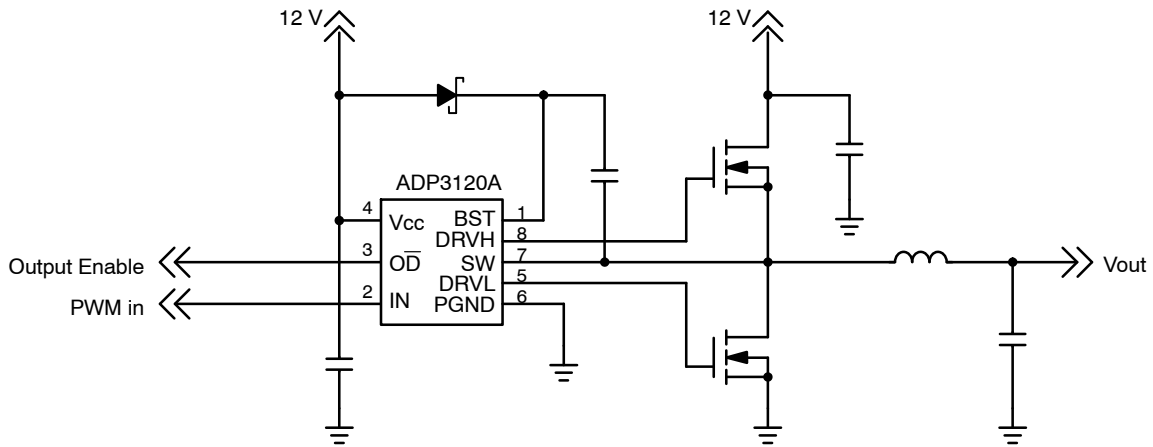 12 V
12 V
ADP3120A
4
Vcc
BST
1
DRVH
8
Output Enable
3
OD̅
SW
7
DRVL
5
PWM in
2
IN
PGND
6
Vout